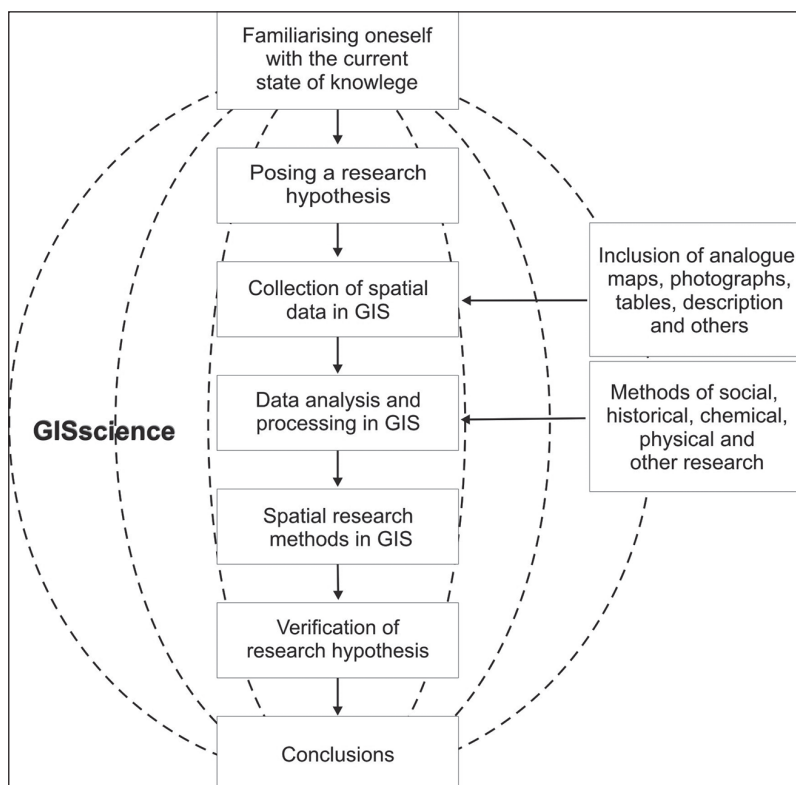 Familiarising oneself
with the current
state of knowlege
Posing a research
hypothesis
Collection of spatial
data in GIS
Inclusion of analogue
maps, photographs,
tables, description
and others
Data analysis and
processing in GIS
Methods of social,
historical, chemical,
physical and
other research
GISscience
Spatial research
methods in GIS
Verification of
research hypothesis
Conclusions